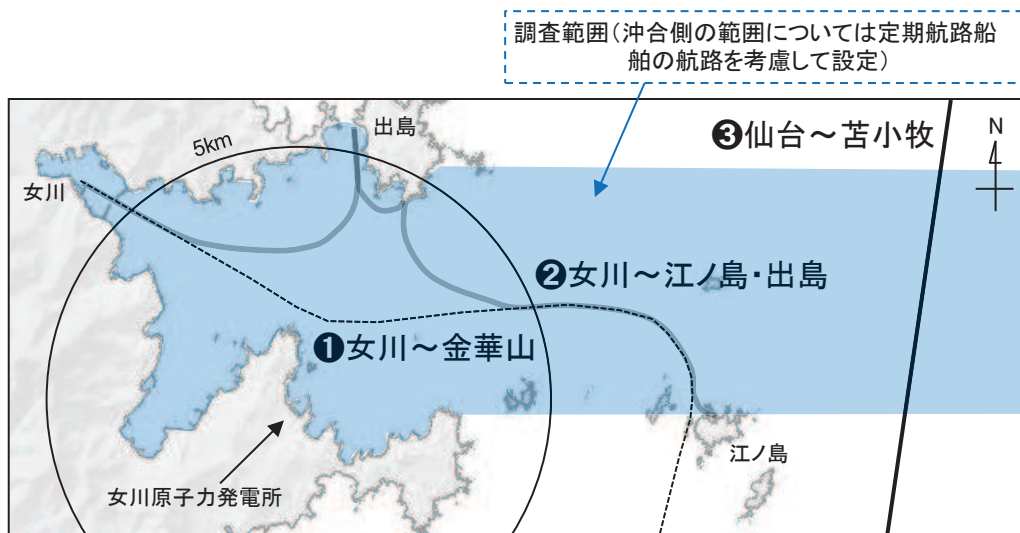 調査範囲(沖合側の範囲については定期航路船
舶の航路を考慮して設定)
出島
❸仙台~苫小牧
N
5km
女川
❷女川~江ノ島・出島
❶女川~金華山
江ノ島
女川原子力発電所